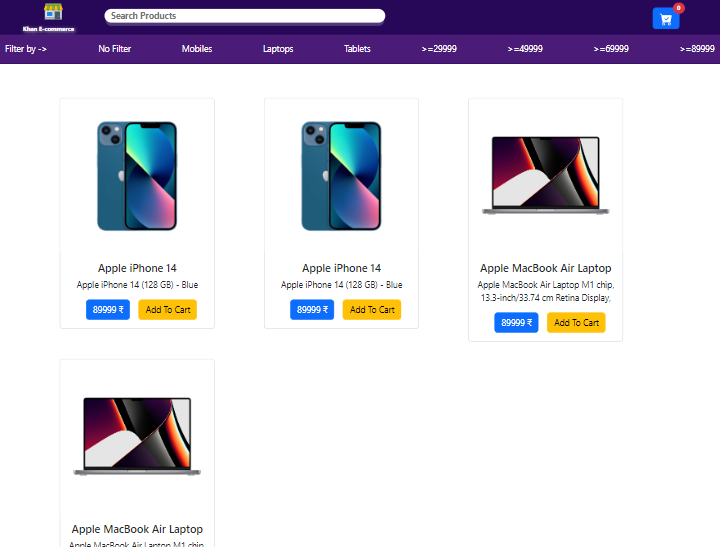 Khan E-commerce
Search Products
0
Filter by ->
No Filter
Mobiles
Laptops
Tablets
>=29999
>=49999
>=69999
>=89999
Apple iPhone 14
Apple iPhone 14 (128 GB) - Blue
89999 ₹
Add To Cart
Apple iPhone 14
Apple iPhone 14 (128 GB) - Blue
89999 ₹
Add To Cart
Apple MacBook Air Laptop
Apple MacBook Air Laptop M1 chip,
13.3-inch/33.74 cm Retina Display,
89999 ₹
Add To Cart
Apple MacBook Air Laptop
Apple MacBook Air Laptop M1 chip